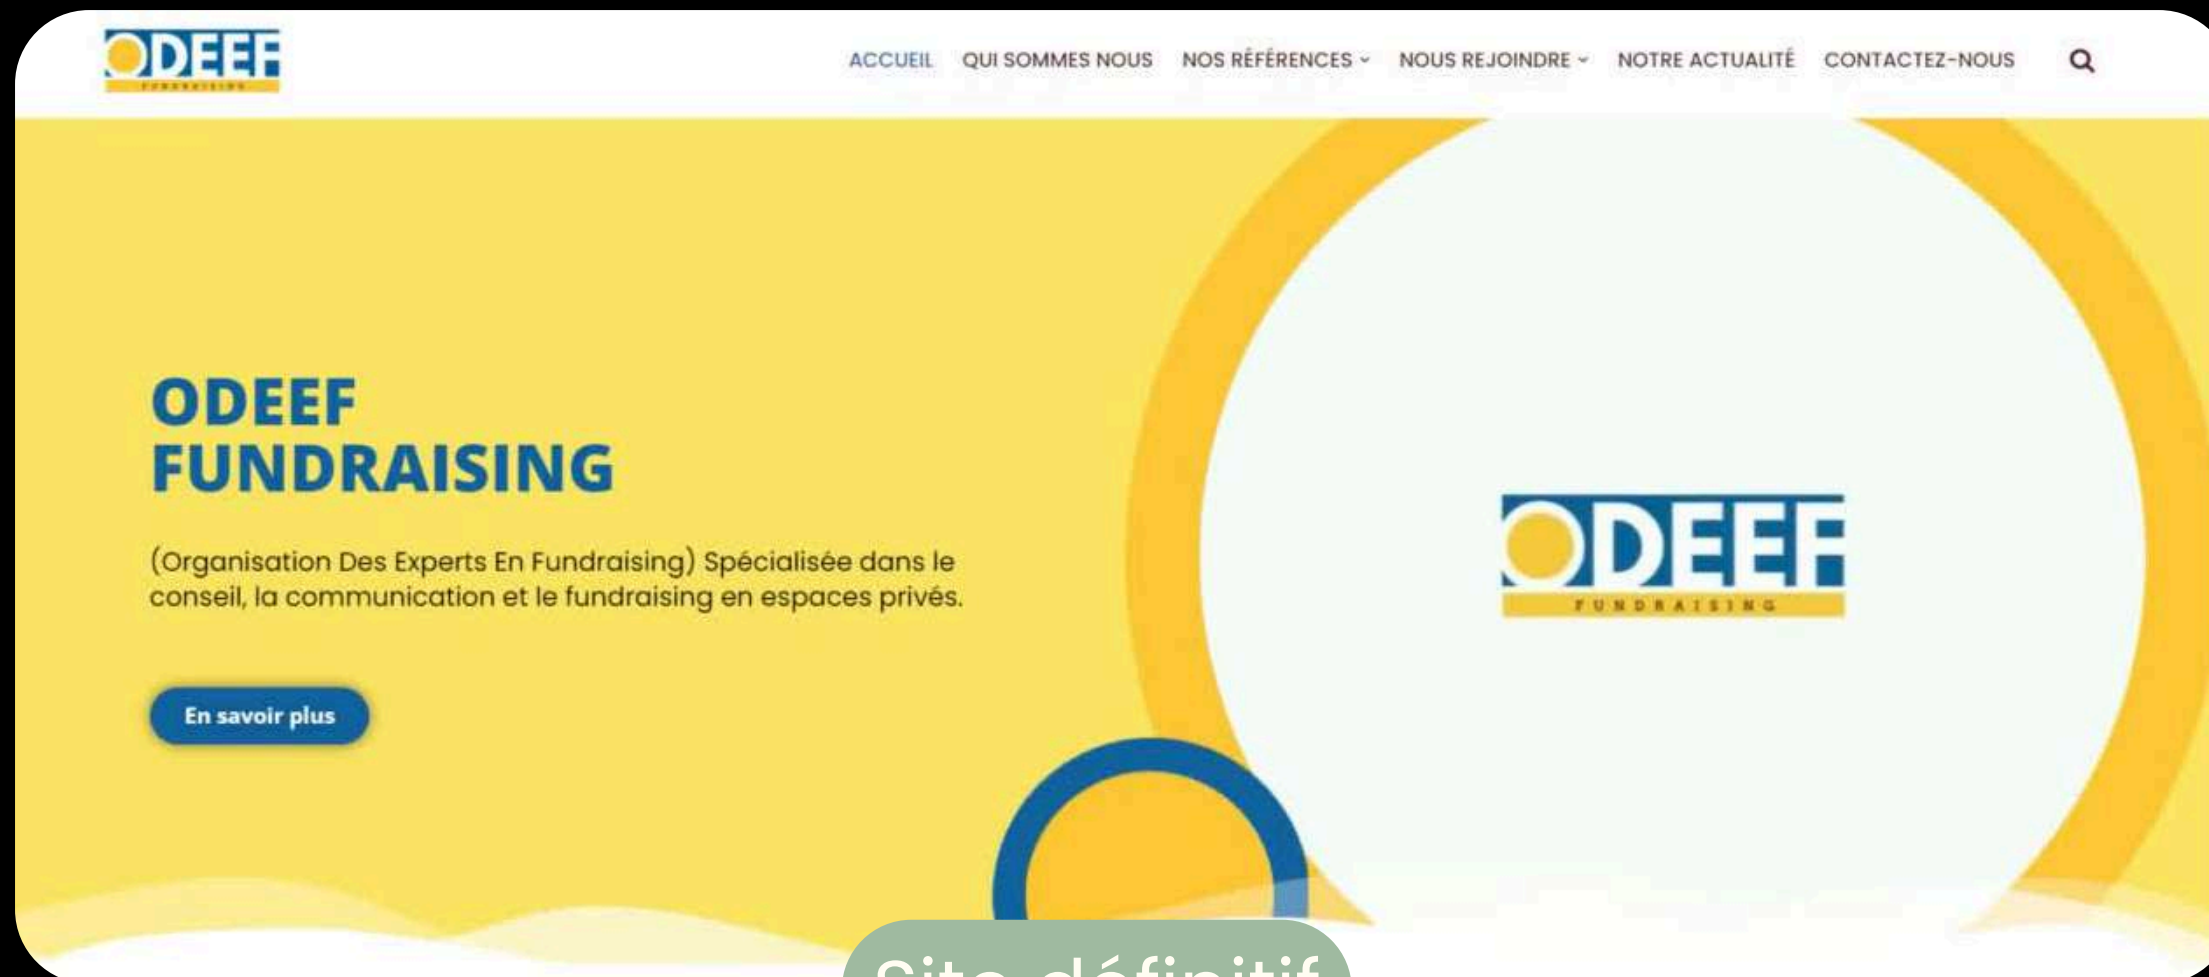 ODEEF
FUNDRAISING
ACCUEIL QUI SOMMES NOUS NOS RÉFÉRENCES NOUS REJOINDRE NOTRE ACTUALITÉ CONTACTEZ-NOUS
ODEEF
FUNDRAISING
(Organisation Des Experts En Fundraising) Spécialisée dans le
conseil, la communication et le fundraising en espaces privés.
En savoir plus
ODEEF
FUNDRAISING
Site définitif